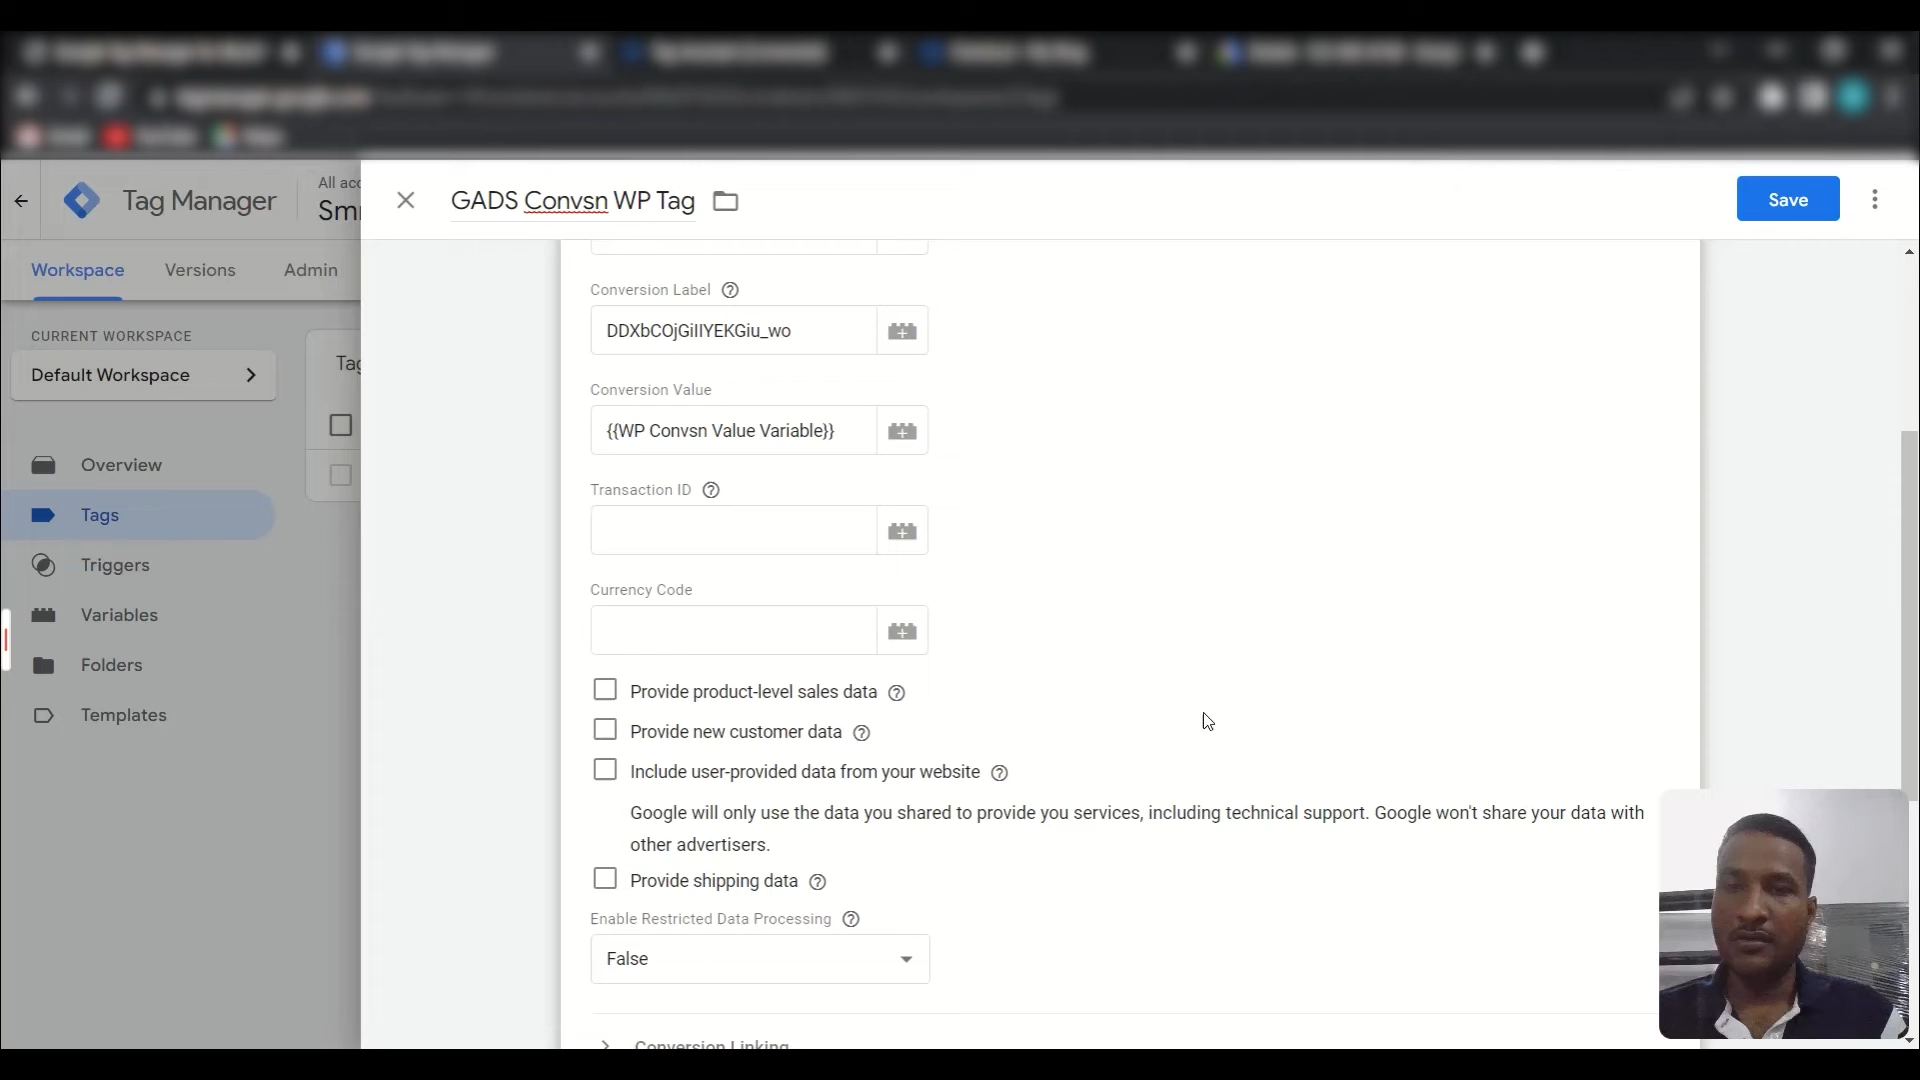 Tag Manager
All acc
Smr
GADS Convsn WP Tag
Save
Workspace
Versions
Admin
CURRENT WORKSPACE
Default Workspace
Tag
Overview
Tags
Triggers
Variables
Folders
Templates
Conversion Label
DDXbCOjGiIIYEKGiu_wo
Conversion Value
{{WP Convsn Value Variable}}
Transaction ID
Currency Code
Provide product-level sales data
Provide new customer data
Include user-provided data from your website
Google will only use the data you shared to provide you services, including technical support. Google won't share your data with
other advertisers.
Provide shipping data
Enable Restricted Data Processing
False
Conversion Linking